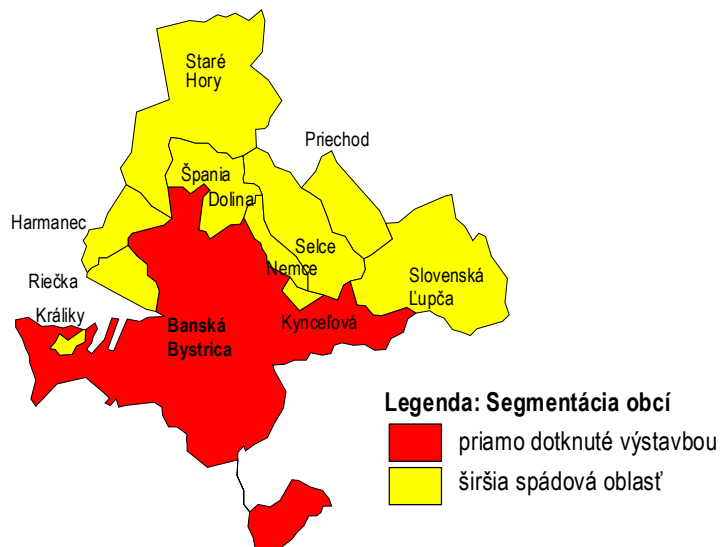 Staré
Hory
Priechod
Špania
Dolina
Harmanec
Selce
Nemce
Riečka
Slovenská
Ľupča
Králiky
Banská
Bystrica
Kynceľová
Legenda: Segmentácia obcí
priamo dotknuté výstavbou
širšia spádová oblasť